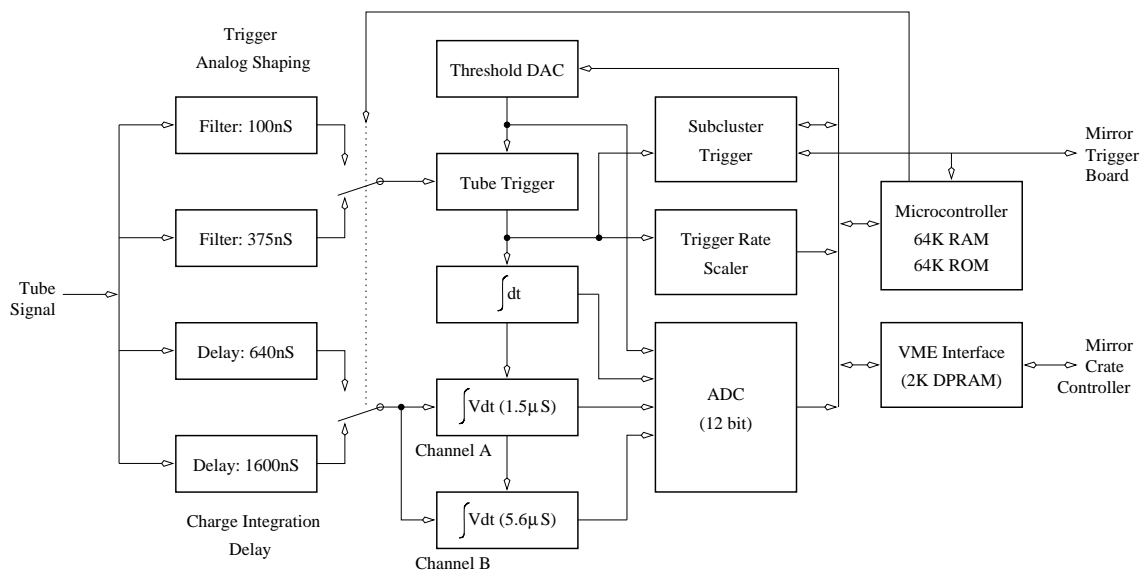 Trigger
Analog Shaping
Threshold DAC
Filter: 100nS
Subcluster
Trigger
Mirror
Trigger
Board
Tube Trigger
Filter: 375nS
Trigger Rate
Scaler
Microcontroller
64K RAM
64K ROM
Tube
Signal
∫dt
Delay: 640nS
VME Interface
(2K DPRAM)
Mirror
Crate
Controller
ADC
(12 bit)
∫Vdt (1.5μS)
Channel A
Delay: 1600nS
Charge Integration
Delay
∫Vdt (5.6μS)
Channel B